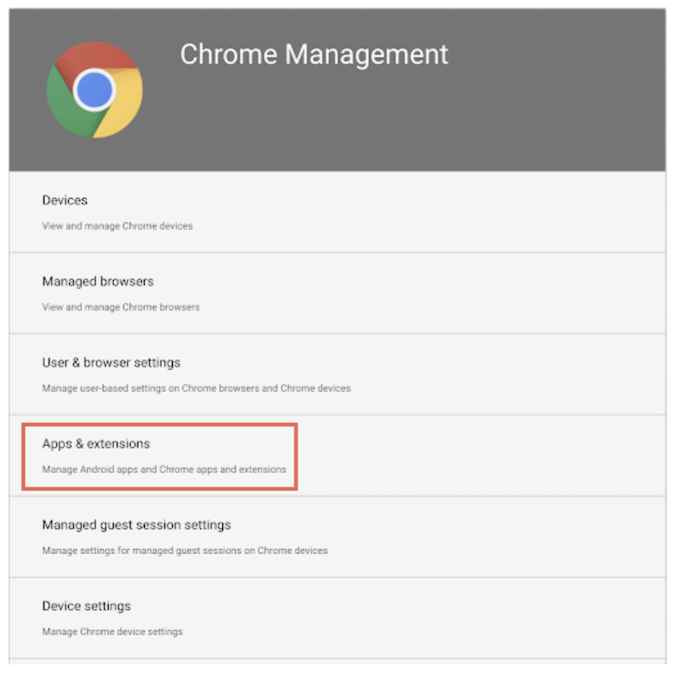 Chrome Management
Devices
View and manage Chrome devices
Managed browsers
View and manage Chrome browsers
User & browser settings
Manage user-based settings on Chrome browsers and Chrome devices
Apps & extensions
Manage Android apps and Chrome apps and extensions
Managed guest session settings
Manage settings for managed guest sessions on Chrome devices
Device settings
Manage Chrome device settings